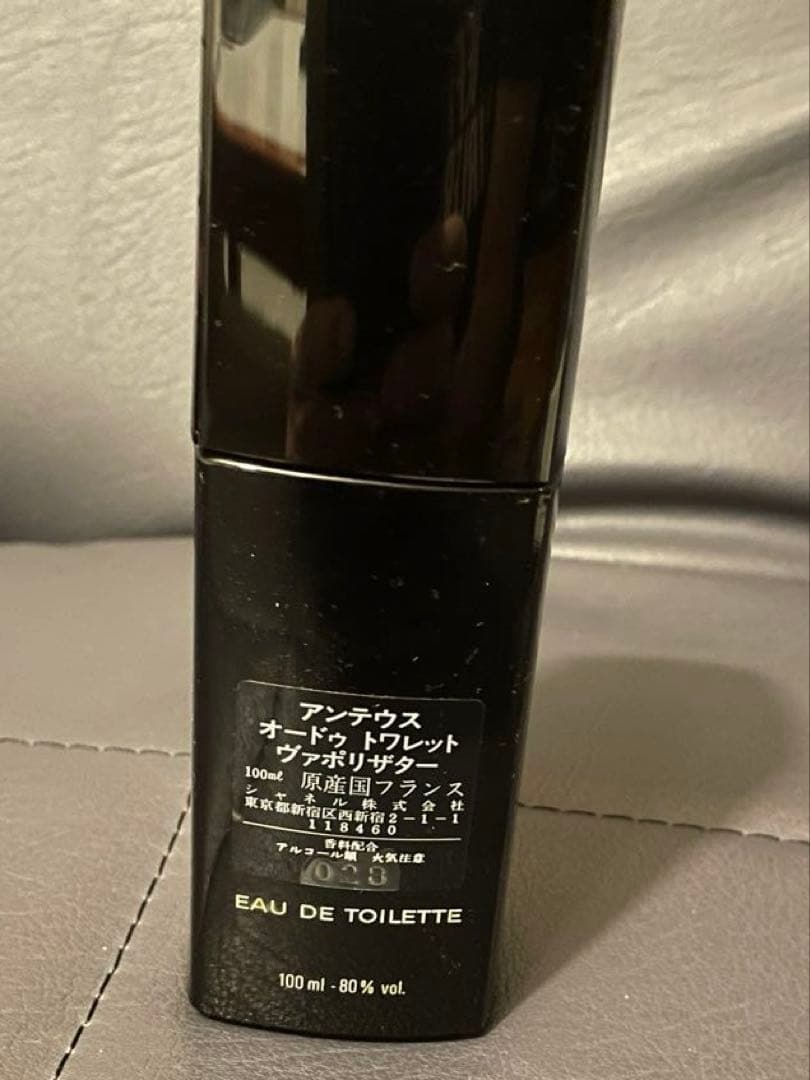 アンテウス
オードゥ トワレット
ヴァポリザター
100ml 原産国フランス
シャネル株式会社
東京都新宿区西新宿2-1-1
118460
香料配合
アルコール類 火気注意
EAU DE TOILETTE
100 ml - 80% vol.